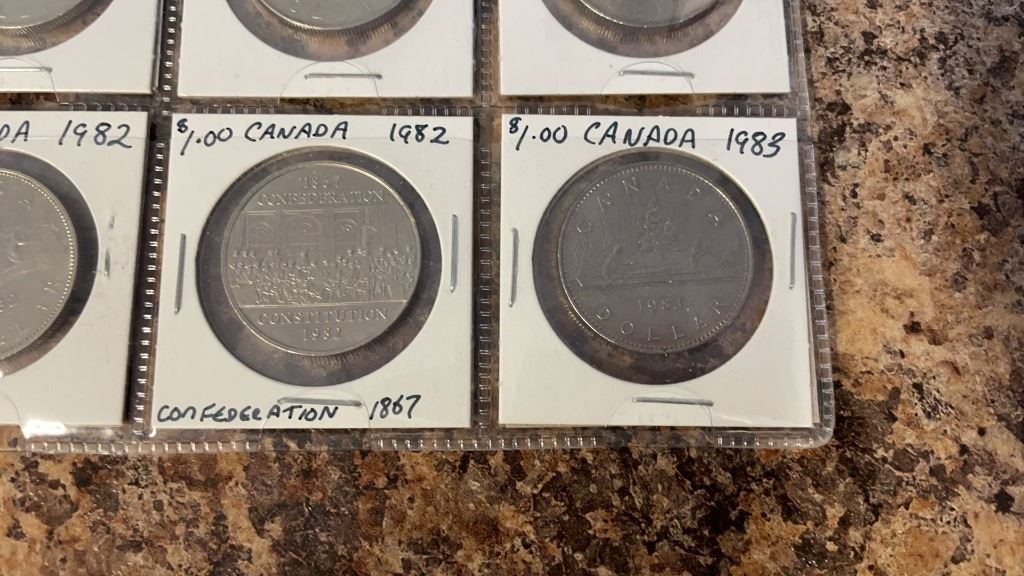 DA 1982
$1.00 CANADA 1982
$1.00 CANADA 1983
1867
CONFEDERATION
CONSTITUTION
1982
CANADA
1983
DOLLAR
CONFEDERATION 1867